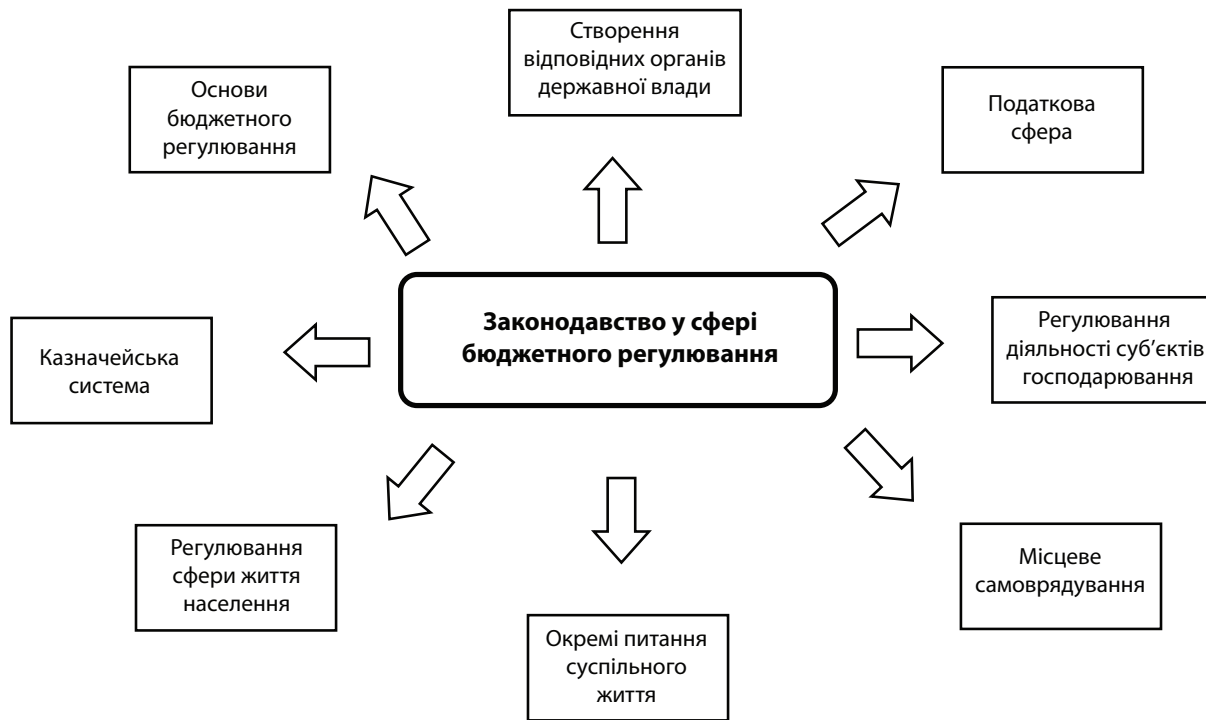 Створення
відповідних органів
державної влади
Основи
бюджетного
регулювання
Податкова
сфера
Законодавство у сфері
бюджетного регулювання
Казначейська
система
Регулювання
діяльності суб’єктів
господарювання
Регулювання
сфери життя
населення
Місцеве
самоврядування
Окремі питання
суспільного
життя